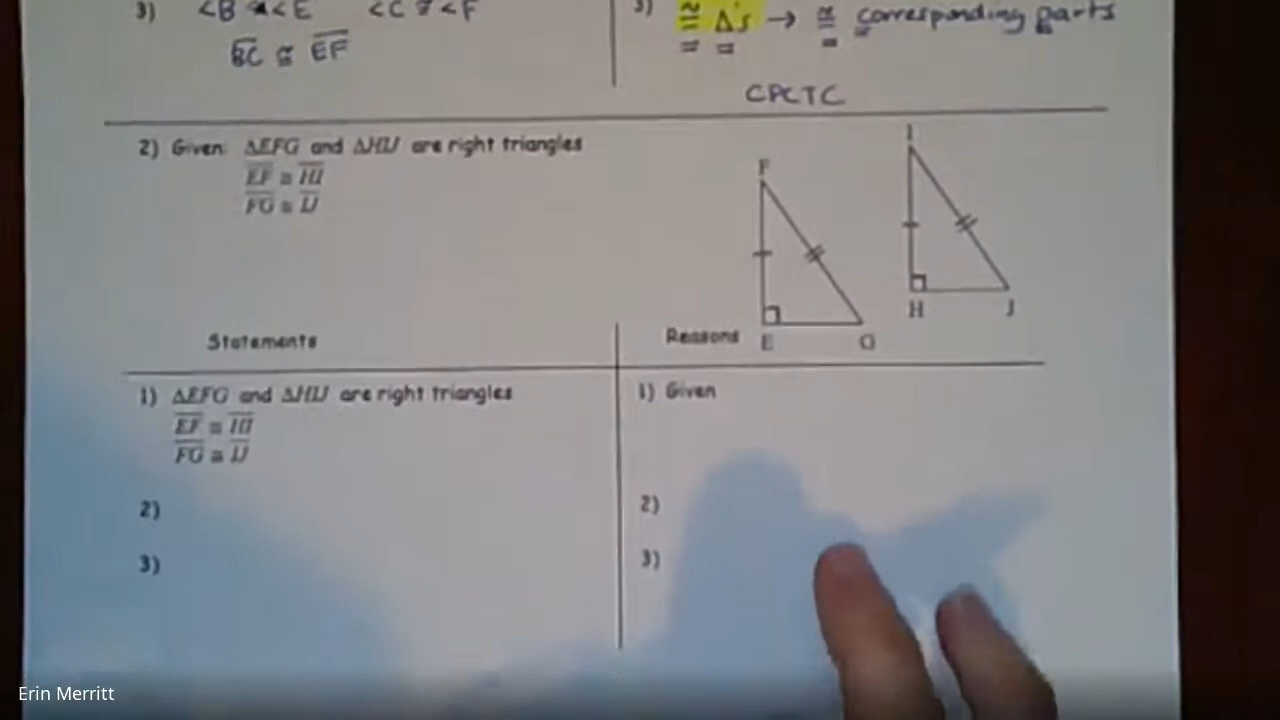 3) <B ≅ <E <C ≅ <F
BC ≅ EF
3) ≅ Δ's → ≅ corresponding parts
CPCTC
2) Given: ΔEFG and ΔHIJ are right triangles
EF ≅ HI
FG ≅ IJ
F
I
E
G
H
J
Statements
Reasons
1) ΔEFG and ΔHIJ are right triangles
EF ≅ HI
FG ≅ IJ
1) Given
2)
2)
3)
3)
Erin Merritt